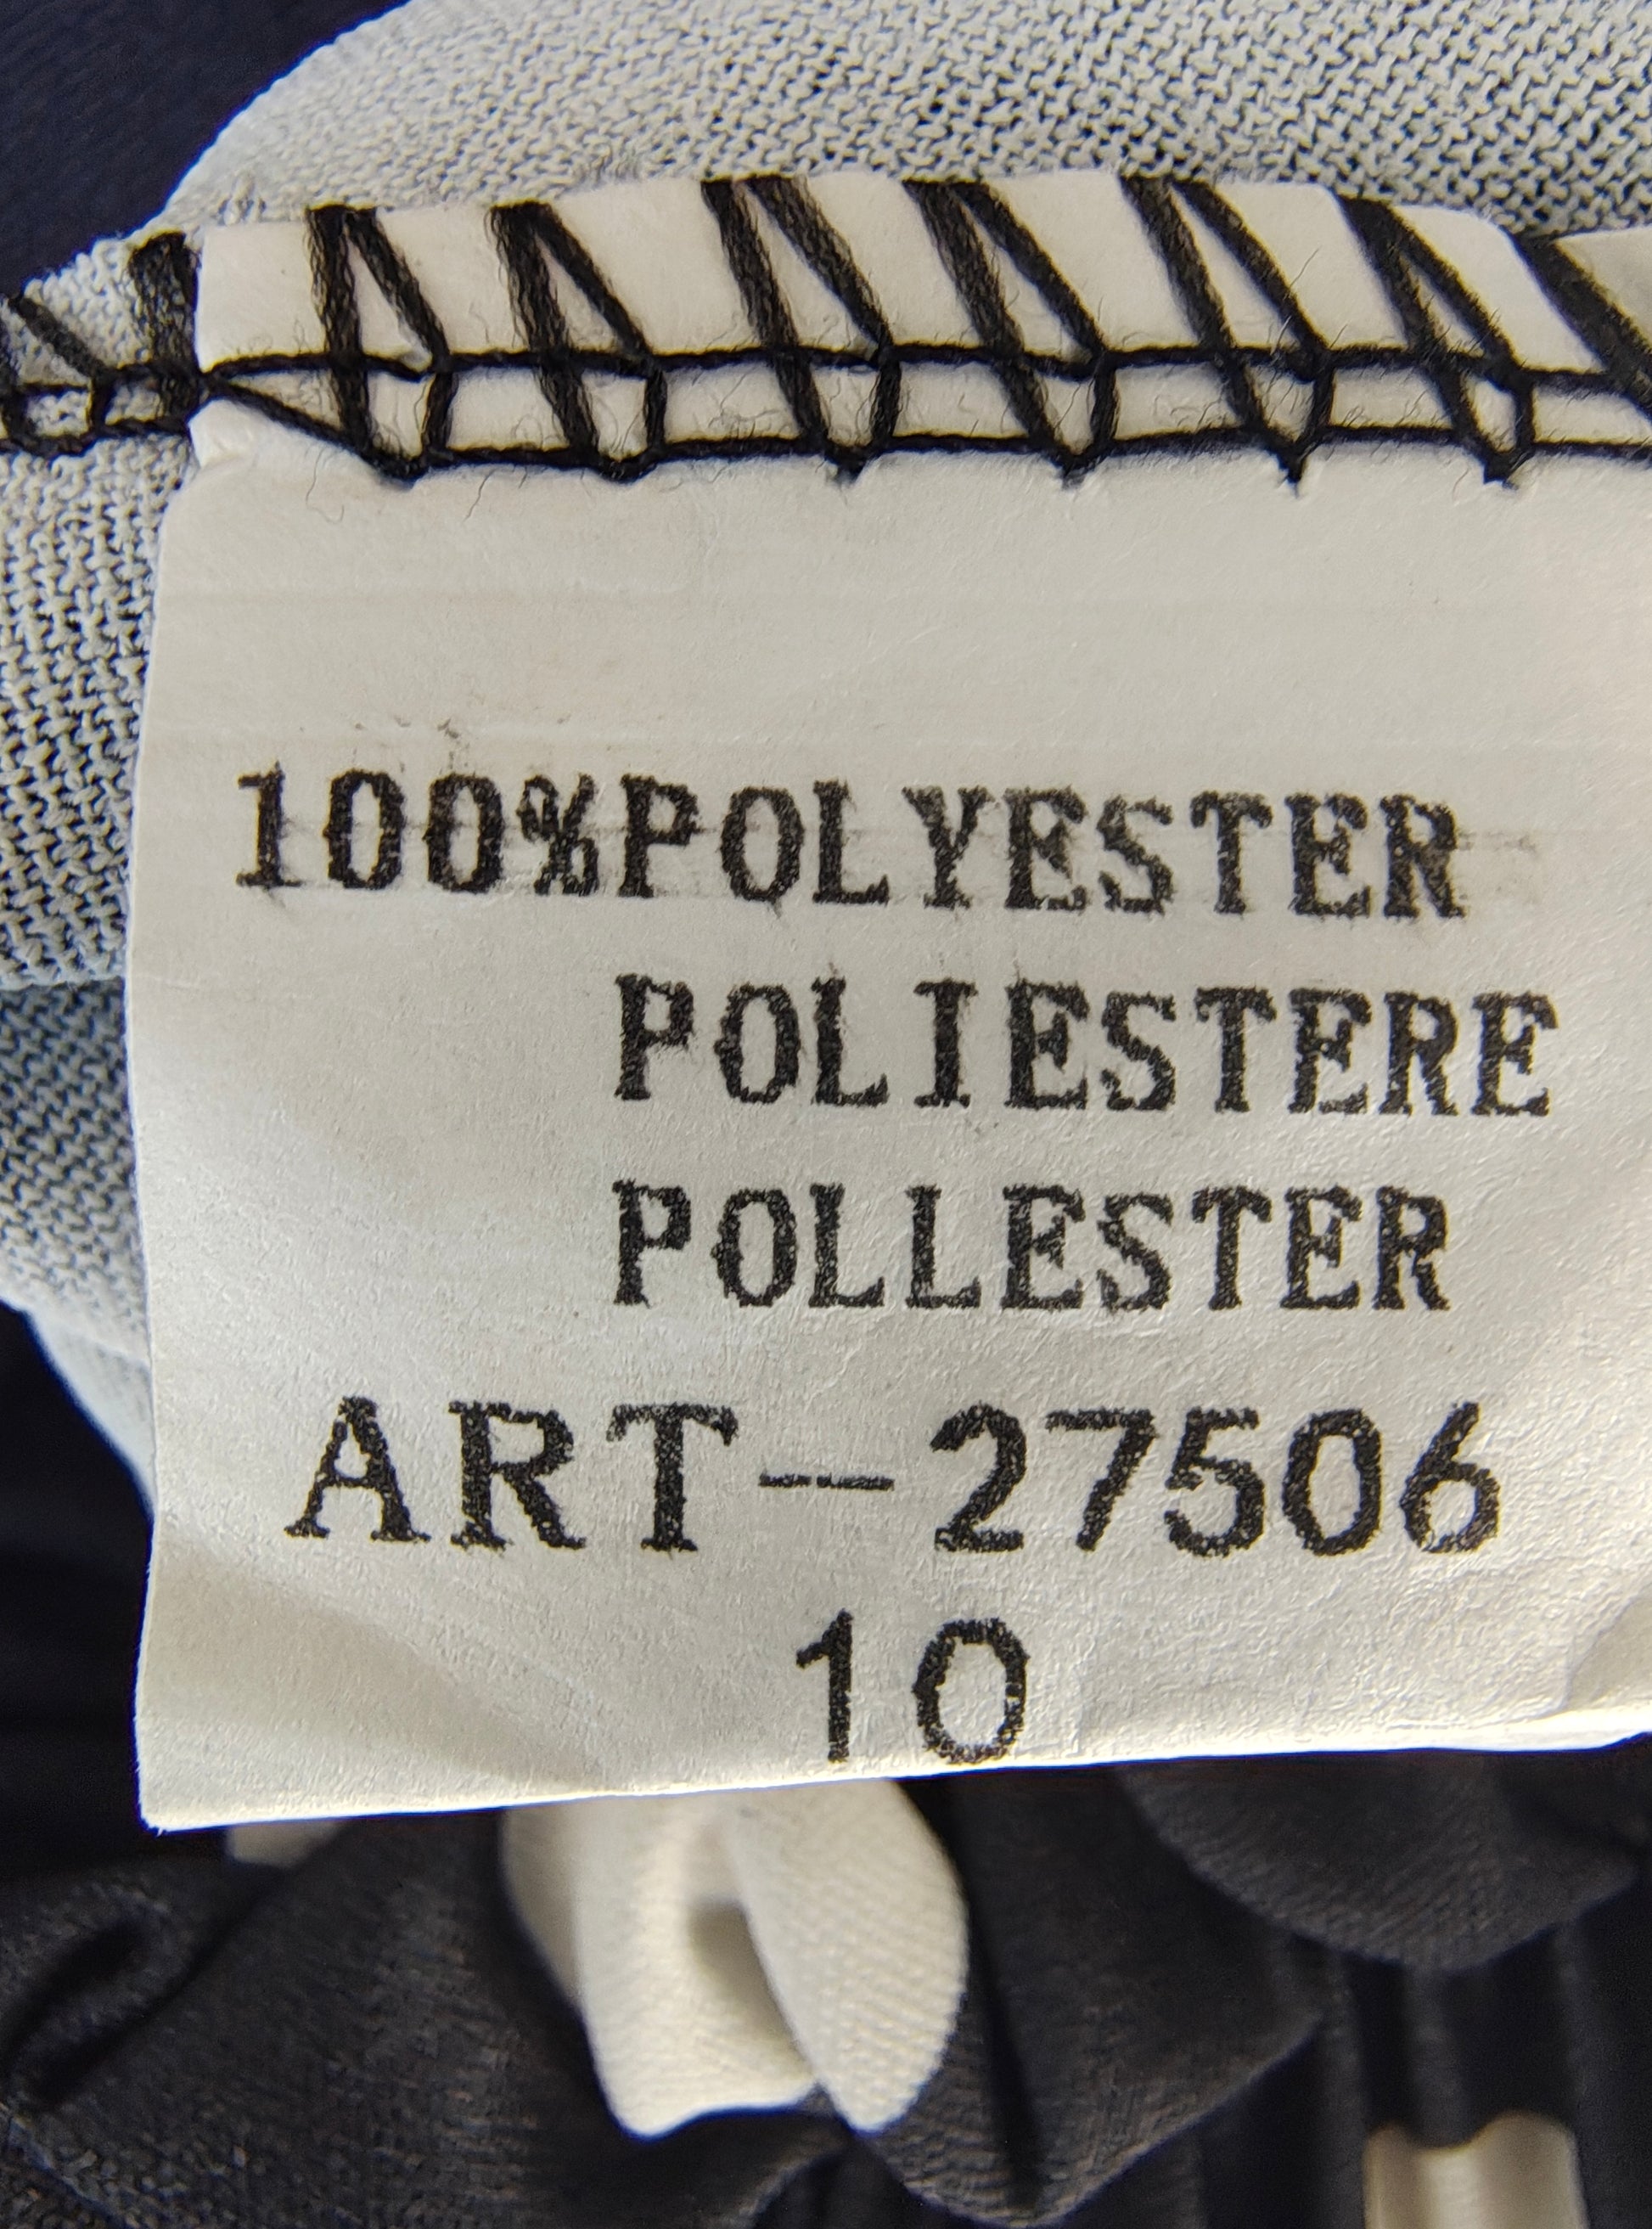 100%POLYESTER
POLIESTERE
POLLESTER
ART--27506
10